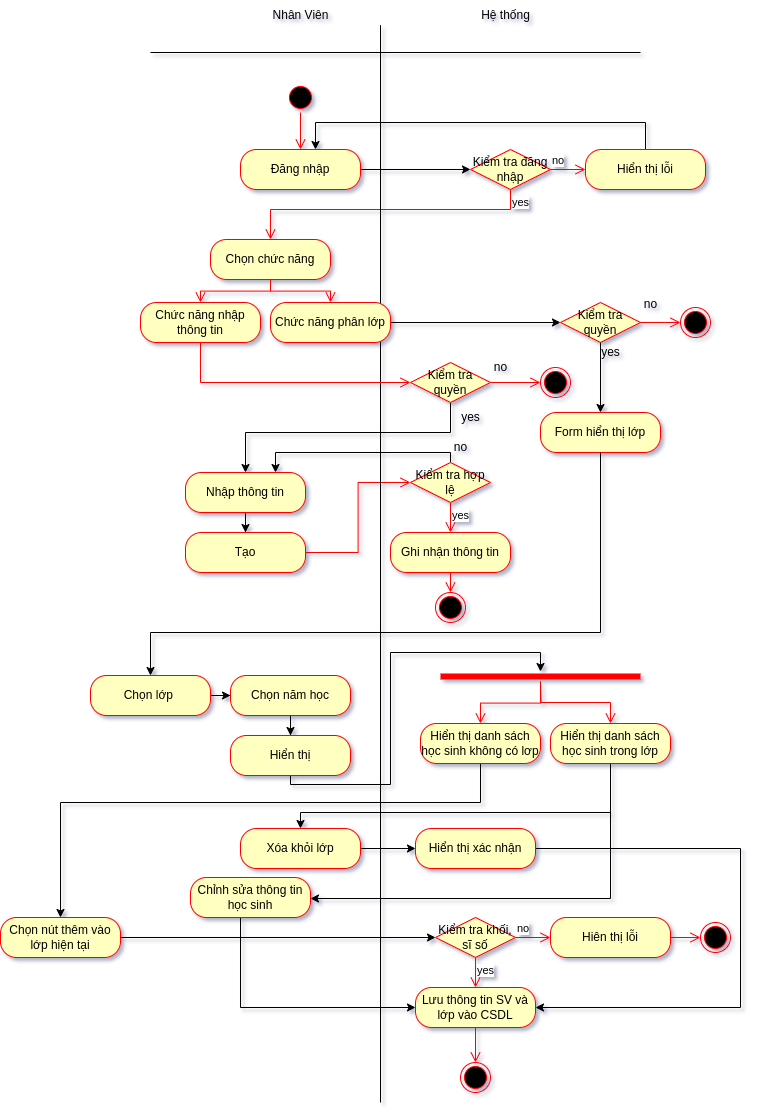 Nhân Viên
Hệ thống
Đăng nhập
Kiểm tra đăng
nhập
no
Hiển thị lỗi
yes
Chọn chức năng
Chức năng nhập
thông tin
Chức năng phân lớp
Kiểm tra
quyền
no
yes
Kiểm tra
quyền
no
yes
Form hiển thị lớp
no
Nhập thông tin
Kiểm tra hợp
lệ
yes
Tạo
Ghi nhận thông tin
Chọn lớp
Chọn năm học
Hiển thị
Hiển thị danh sách
học sinh không có lơp
Hiển thị danh sách
học sinh trong lớp
Xóa khỏi lớp
Hiển thị xác nhận
Chỉnh sửa thông tin
học sinh
Chọn nút thêm vào
lớp hiện tại
Kiểm tra khối,
sĩ số
no
Hiên thị lỗi
yes
Lưu thông tin SV và
lớp vào CSDL